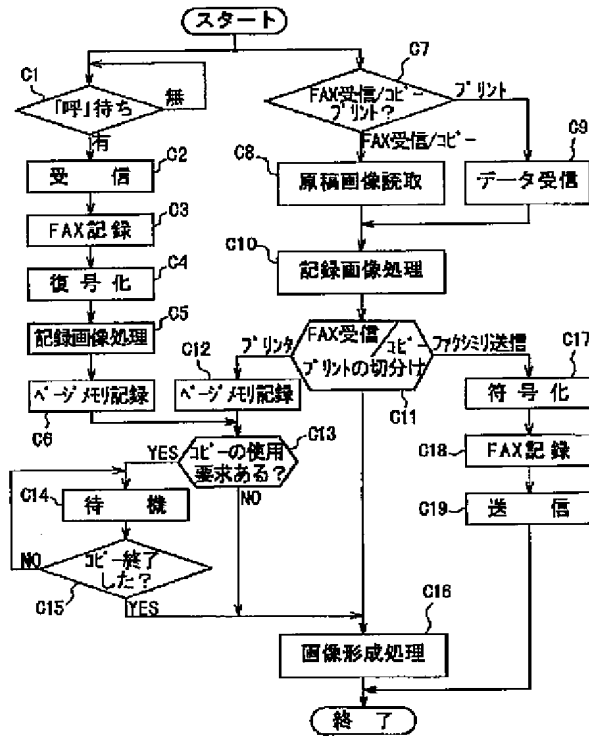 スタート
C1
「呼」待ち
無
有
C7
FAX受信/コピー
プリント？
プリント
FAX受信/コピー
受 信
C2
C8
原稿画像読取
C9
データ受信
FAX記録
C3
C10
記録画像処理
復号化
C4
C5
記録画像処理
ページメモリ記録
C6
プリンタ
C12
ページメモリ記録
FAX受信
コピー
プリントの切分け
C11
ファクシミリ送信
C17
符号化
C18
FAX記録
C19
送 信
C13
コピーの使用
要求ある？
YES
NO
C14
待 機
コピー終了
した？
NO
C15
YES
C16
画像形成処理
終 了